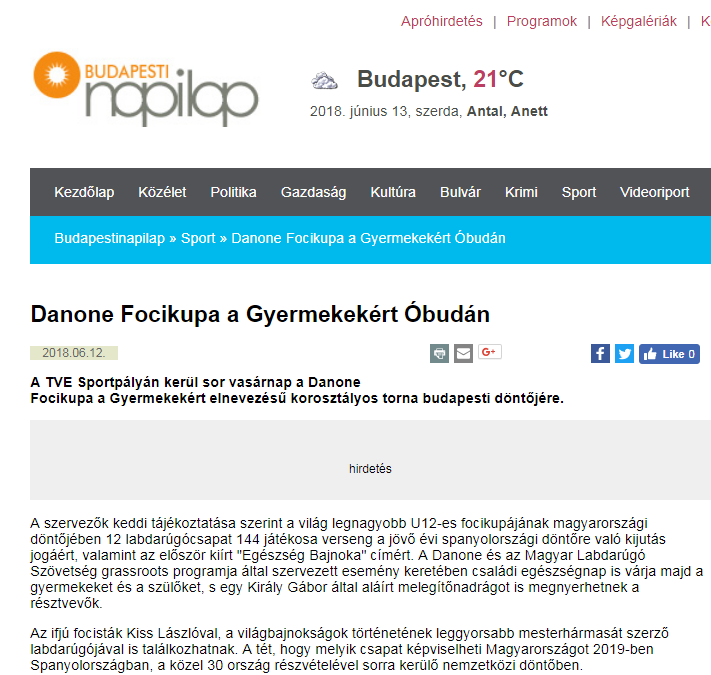 Apróhirdetés | Programok | Képgalériák | K
BUDAPESTI
napilap
Budapest, 21°C
2018. június 13, szerda, Antal, Anett
Kezdőlap Közélet Politika Gazdaság Kultúra Bulvár Krimi Sport Videoriport
Budapestinapilap » Sport » Danone Focikupa a Gyermekekért Óbudán
Danone Focikupa a Gyermekekért Óbudán
2018.06.12.
G+
f
Like 0
A TVE Sportpályán kerül sor vasárnap a Danone
Focikupa a Gyermekekért elnevezésű korosztályos torna budapesti döntőjére.
hirdetés
A szervezők keddi tájékoztatása szerint a világ legnagyobb U12-es focikupájának magyarországi
döntőjében 12 labdarúgócsapat 144 játékosa verseng a jövő évi spanyolországi döntőre való kijutás
jogáért, valamint az először kiírt "Egészség Bajnoka" címért. A Danone és az Magyar Labdarúgó
Szövetség grassroots programja által szervezett esemény keretében családi egészségnap is várja majd a
gyermekeket és a szülőket, s egy Király Gábor által aláírt melegítőnadrágot is megnyerhetnek a
résztvevők.
Az ifjú focisták Kiss Lászlóval, a világbajnokságok történetének leggyorsabb mesterhármasát szerző
labdarúgójával is találkozhatnak. A tét, hogy melyik csapat képviselheti Magyarországot 2019-ben
Spanyolországban, a közel 30 ország részvételével sorra kerülő nemzetközi döntőben.